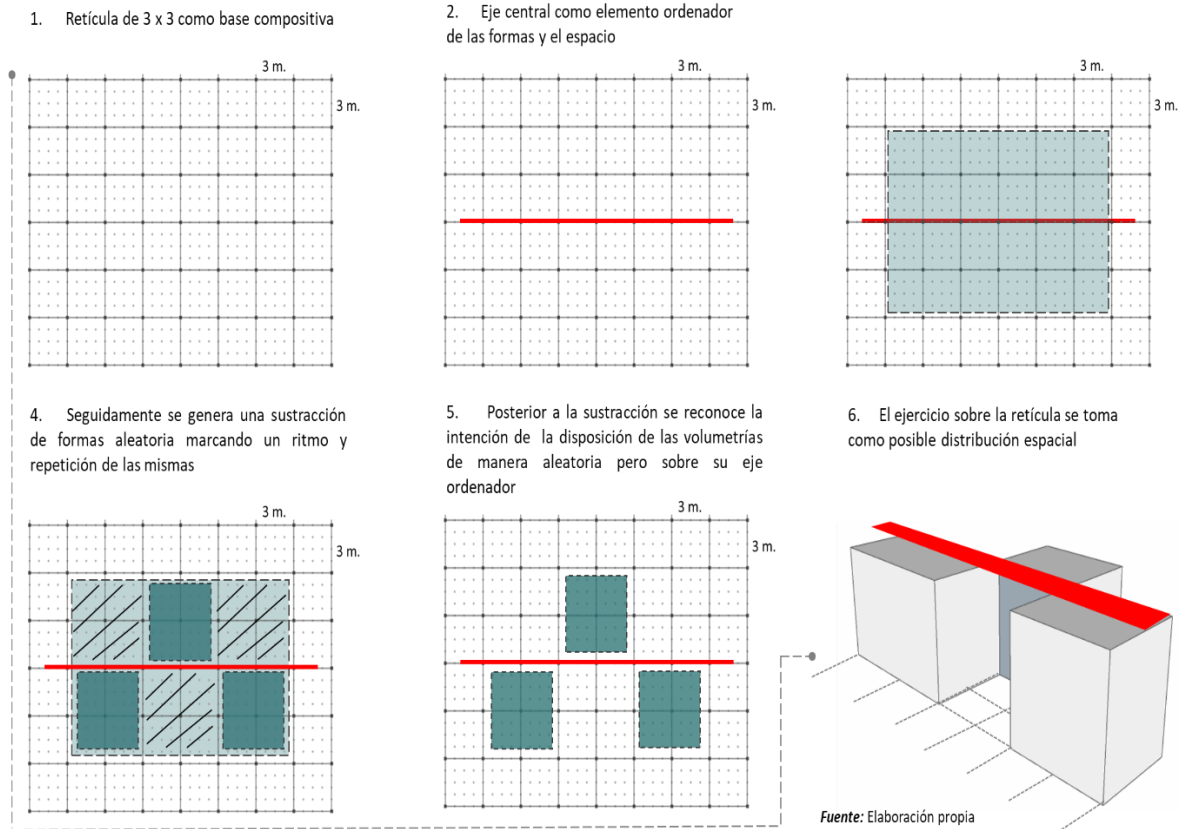 1. Retícula de 3 x 3 como base compositiva
2. Eje central como elemento ordenador
de las formas y el espacio
3 m.
3 m.
3 m.
3 m.
3 m.
3 m.
4. Seguidamente se genera una sustracción
de formas aleatoria marcando un ritmo y
repetición de las mismas
5. Posterior a la sustracción se reconoce la
intención de la disposición de las volumetrías
de manera aleatoria pero sobre su eje
ordenador
6. El ejercicio sobre la retícula se toma
como posible distribución espacial
3 m.
3 m.
3 m.
3 m.
Fuente: Elaboración propia